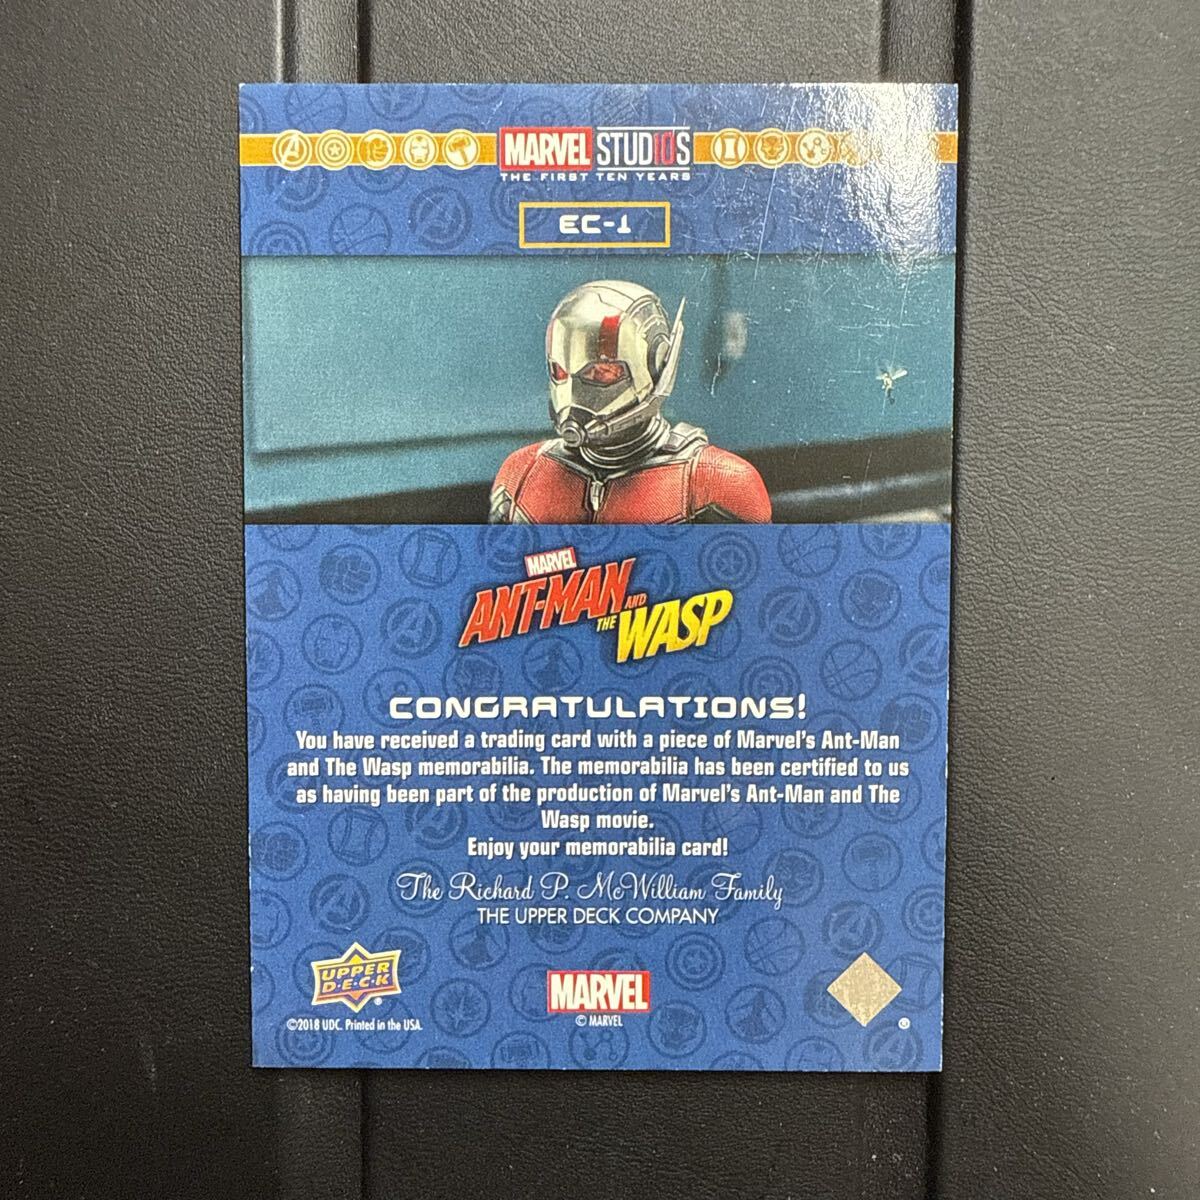 MARVEL STUD10S
THE FIRST TEN YEARS
EC-1
MARVEL
ANT-MAN AND
THE WASP
CONGRATULATIONS!
You have received a trading card with a piece of Marvel's Ant-Man
and The Wasp memorabilia. The memorabilia has been certified to us
as having been part of the production of Marvel's Ant-Man and The
Wasp movie.
Enjoy your memorabilia card!
The Richard P. McWilliam Family
THE UPPER DECK COMPANY
UPPER
D·E·C·K
®
©2018 UDC. Printed in the USA.
MARVEL
© MARVEL
®